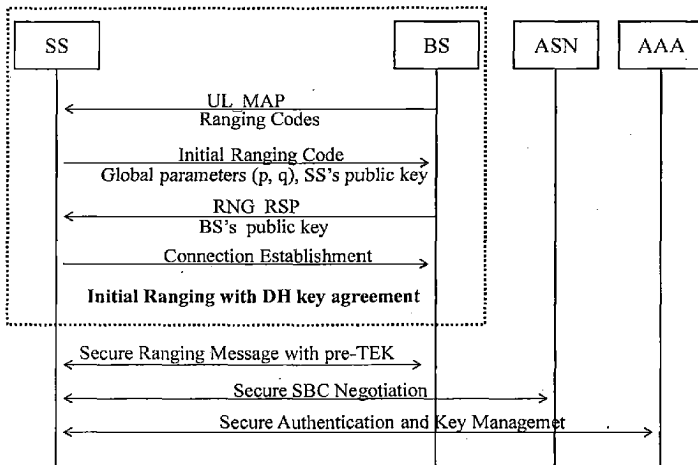 SS BS ASN AAA
UL_MAP
Ranging Codes
Initial Ranging Code
Global parameters (p, q), SS's public key
RNG_RSP
BS's public key
Connection Establishment
Initial Ranging with DH key agreement
Secure Ranging Message with pre-TEK
Secure SBC Negotiation
Secure Authentication and Key Managemet